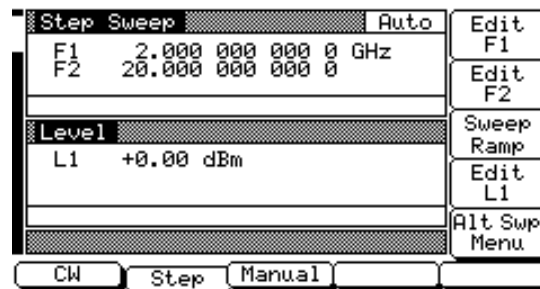 Step Sweep Auto
F1 2.000 000 000 0 GHz
F2 20.000 000 000 0
Level
L1 +0.00 dBm
Edit
F1
Edit
F2
Sweep
Ramp
Edit
L1
Alt Swp
Menu
CW Step Manual